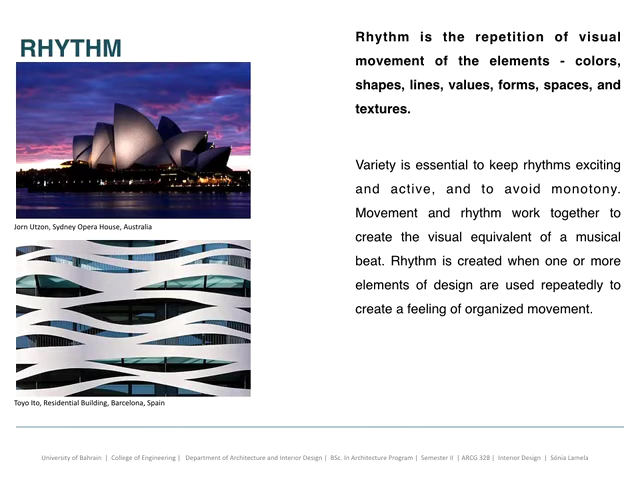 RHYTHM
Jorn Utzon, Sydney Opera House, Australia
Toyo Ito, Residential Building, Barcelona, Spain
Rhythm is the repetition of visual
movement of the elements - colors,
shapes, lines, values, forms, spaces, and
textures.
Variety is essential to keep rhythms exciting
and active, and to avoid monotony.
Movement and rhythm work together to
create the visual equivalent of a musical
beat. Rhythm is created when one or more
elements of design are used repeatedly to
create a feeling of organized movement.
University of Bahrain | College of Engineering | Department of Architecture and Interior Design | BSc. In Architecture Program | Semester II | ARCG 328 | Interior Design | Sónia Lamela